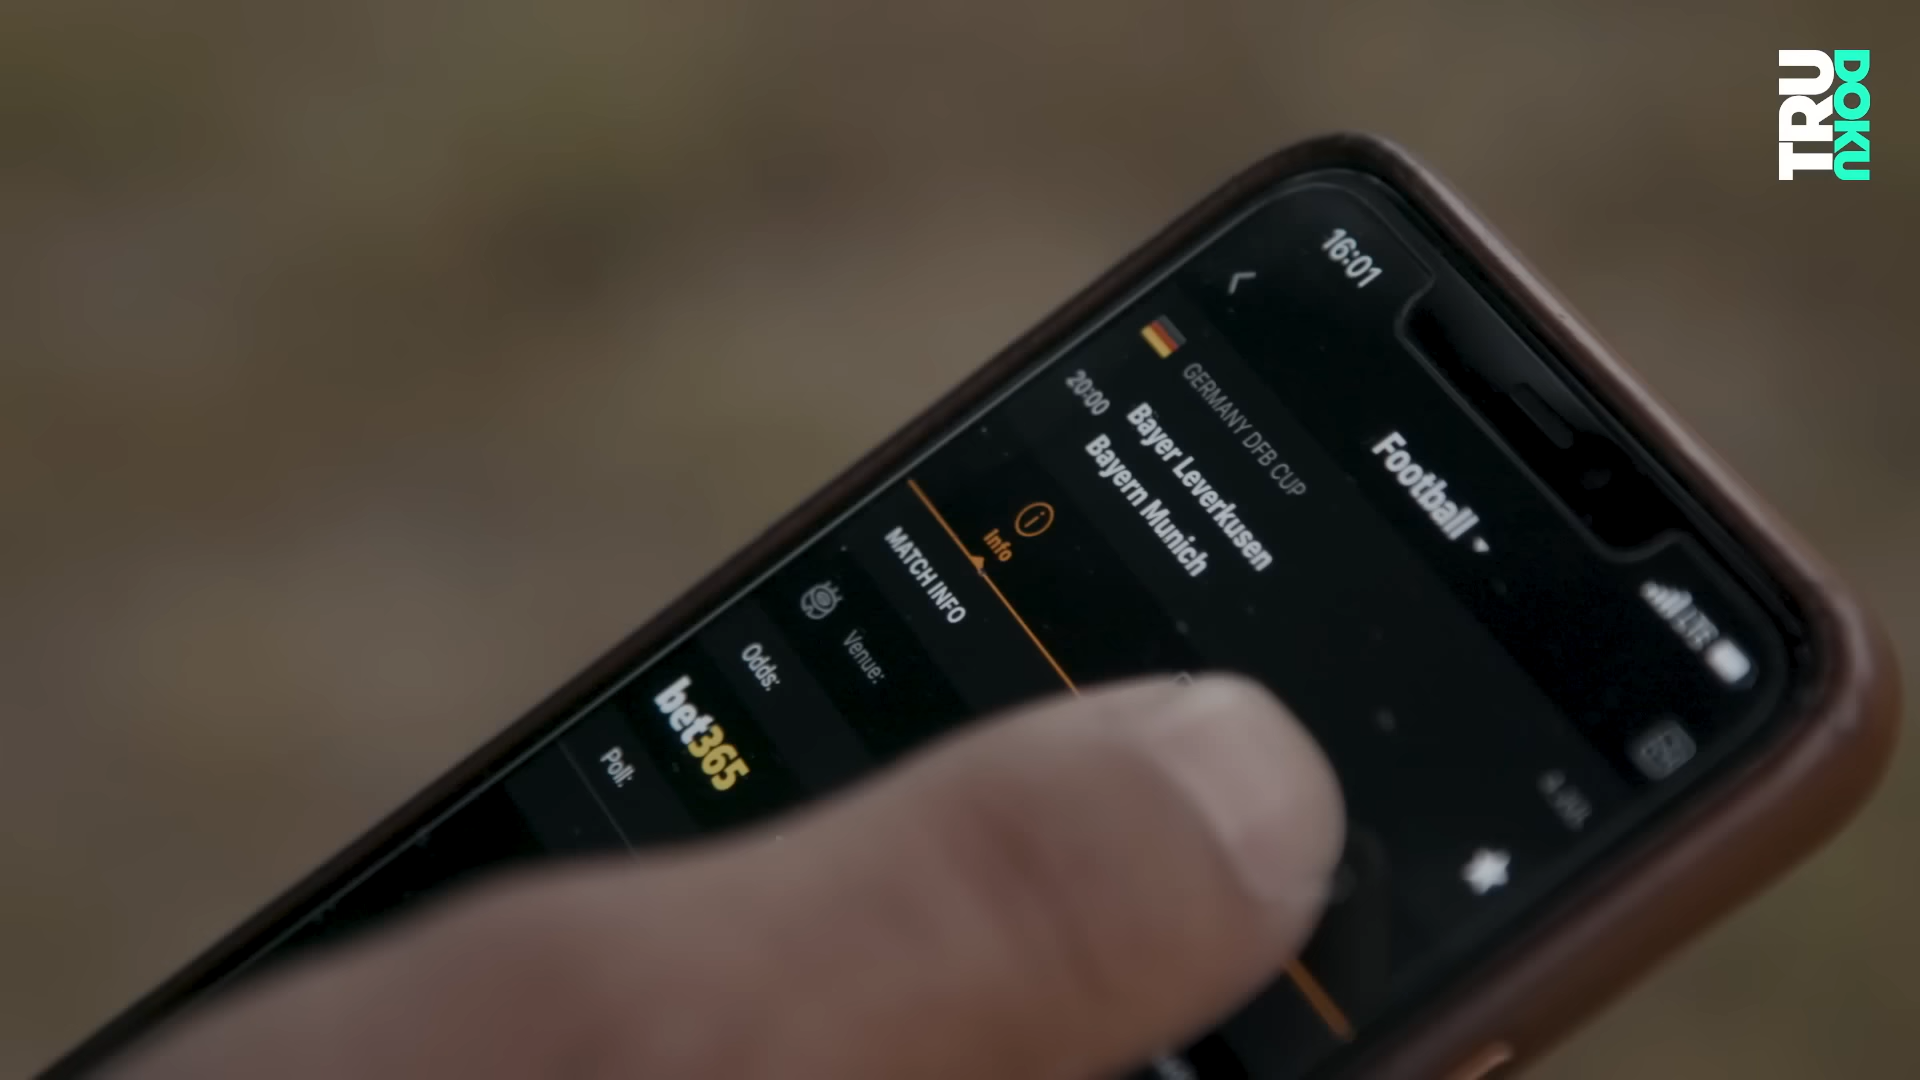 TRU
DOKU
16:01
LTE
Football
GERMANY DFB CUP
20:00
Bayer Leverkusen
Bayern Munich
Info
MATCH INFO
Venue:
Odds:
bet365
Poll: